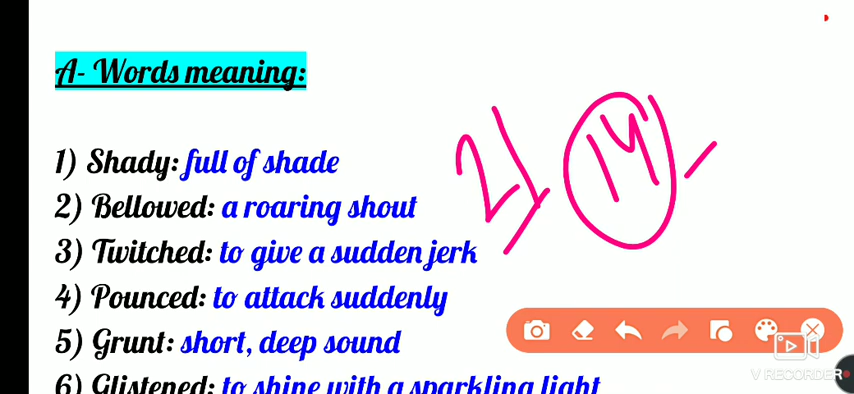 A- Words meaning:
1) Shady: full of shade
2) Bellowed: a roaring shout
3) Twitched: to give a sudden jerk
4) Pounced: to attack suddenly
5) Grunt: short, deep sound
6) Glistened: to shine with a sparkling light
V RECORDER